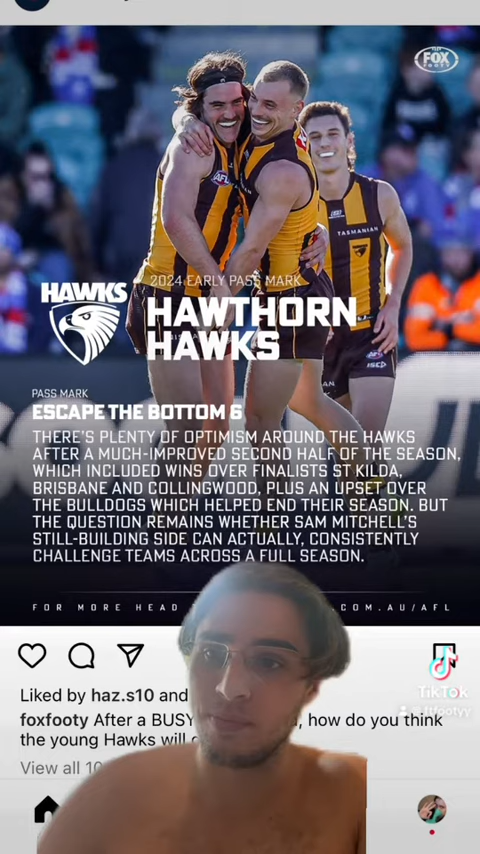 FOX
FOOTY
AFL
TASMANIA
AFL
ISEC
2024 EARLY PASS MARK
HAWKS
HAWTHORN
HAWKS
PASS MARK
ESCAPE THE BOTTOM 6
THERE'S PLENTY OF OPTIMISM AROUND THE HAWKS
AFTER A MUCH-IMPROVED SECOND HALF OF THE SEASON,
WHICH INCLUDED WINS OVER FINALISTS ST KILDA,
BRISBANE AND COLLINGWOOD, PLUS AN UPSET OVER
THE BULLDOGS WHICH HELPED END THEIR SEASON. BUT
THE QUESTION REMAINS WHETHER SAM MITCHELL'S
STILL-BUILDING SIDE CAN ACTUALLY, CONSISTENTLY
CHALLENGE TEAMS ACROSS A FULL SEASON.
FOR MORE HEAD .COM.AU/AFL
Liked by haz.s10 and
TikTok
@ttfootyy
foxfooty After a BUSY , how do you think
the young Hawks will
View all 10